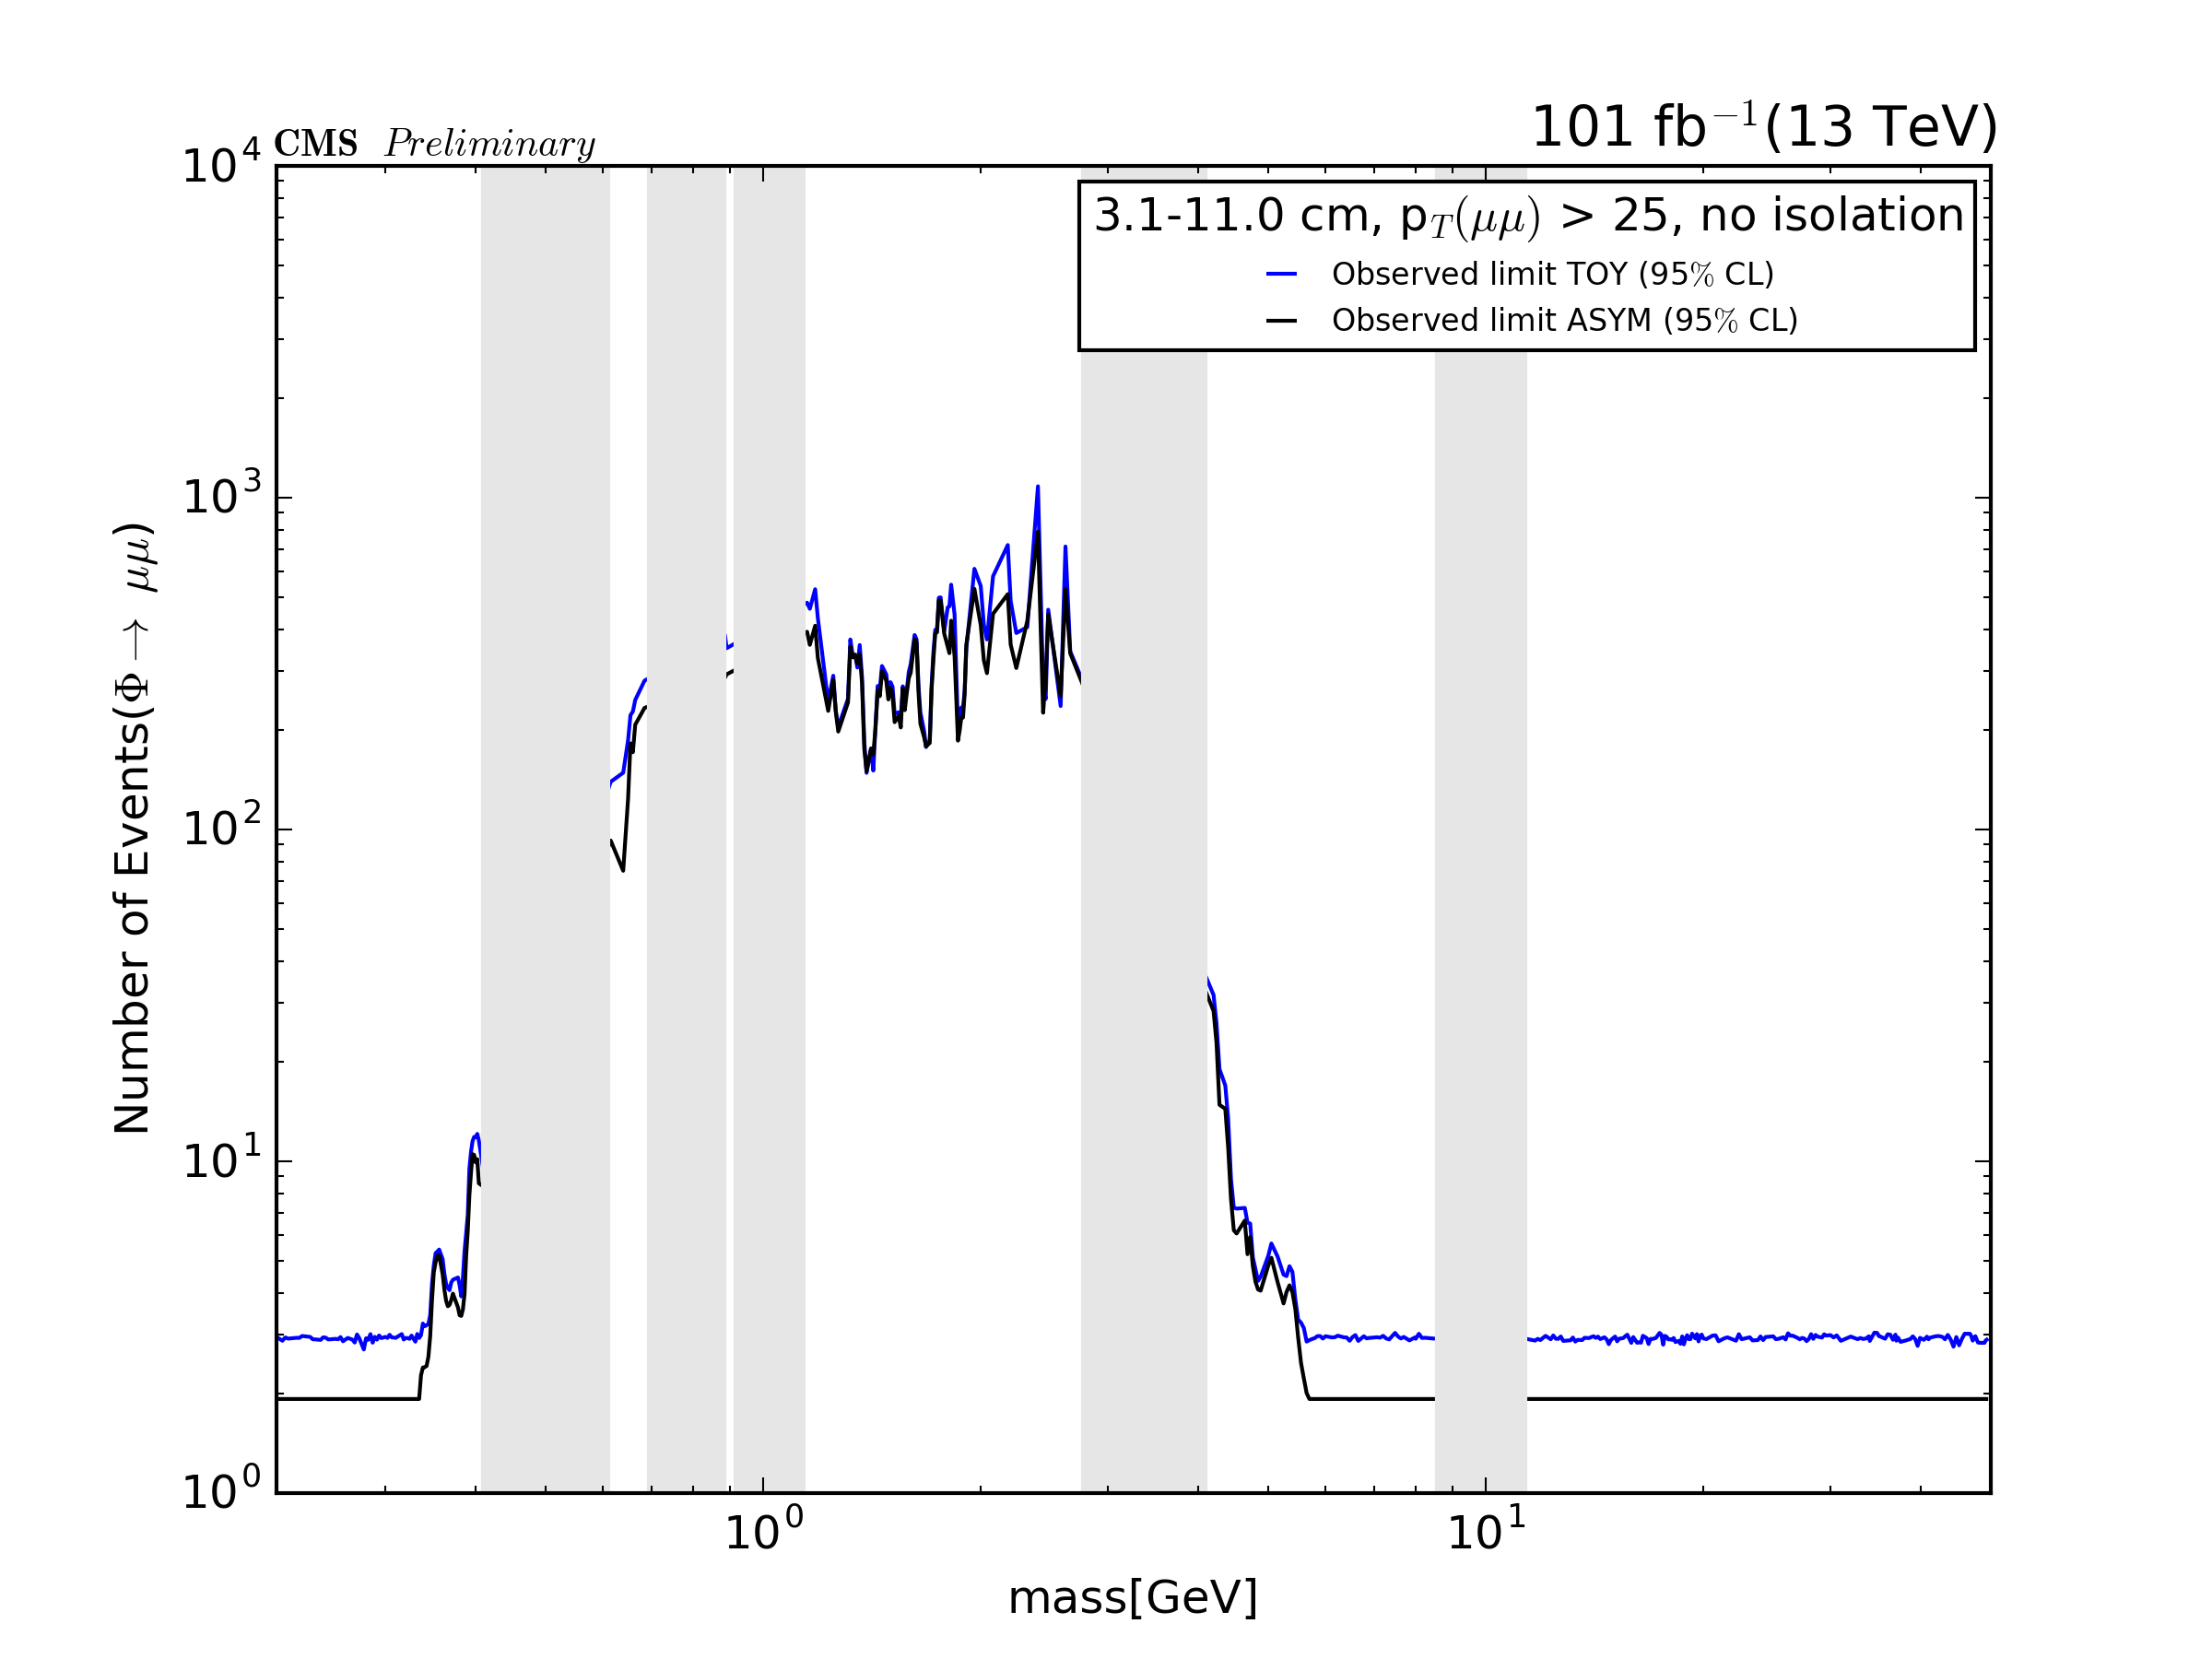 CMS Preliminary
101 fb⁻¹(13 TeV)
3.1-11.0 cm, p_T(μμ) > 25, no isolation
Observed limit TOY (95% CL)
Observed limit ASYM (95% CL)
Number of Events(Φ → μμ)
10⁴
10³
10²
10¹
10⁰
10⁰ 10¹
mass[GeV]